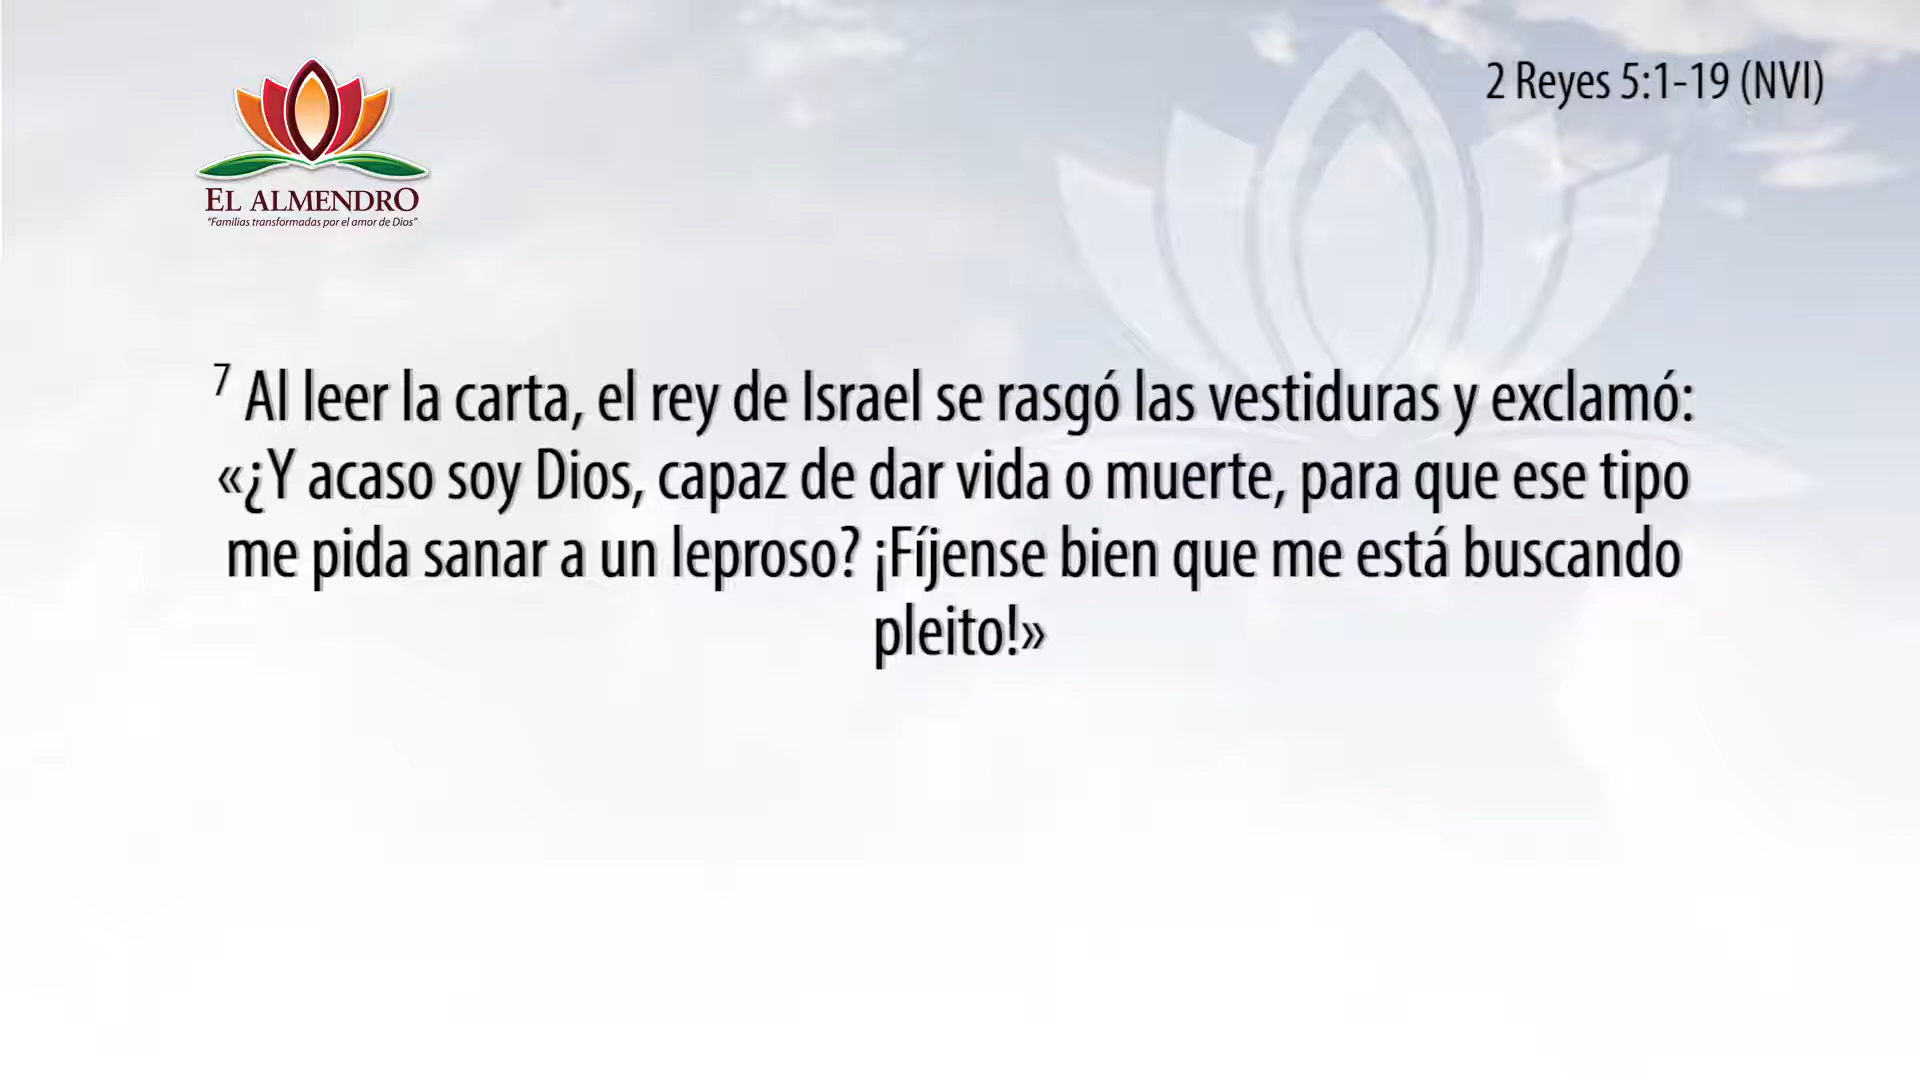 2 Reyes 5:1-19 (NVI)
EL ALMENDRO
"Familias transformadas por el amor de Dios"
7 Al leer la carta, el rey de Israel se rasgó las vestiduras y exclamó:
«¿Y acaso soy Dios, capaz de dar vida o muerte, para que ese tipo
me pida sanar a un leproso? ¡Fíjense bien que me está buscando
pleito!»